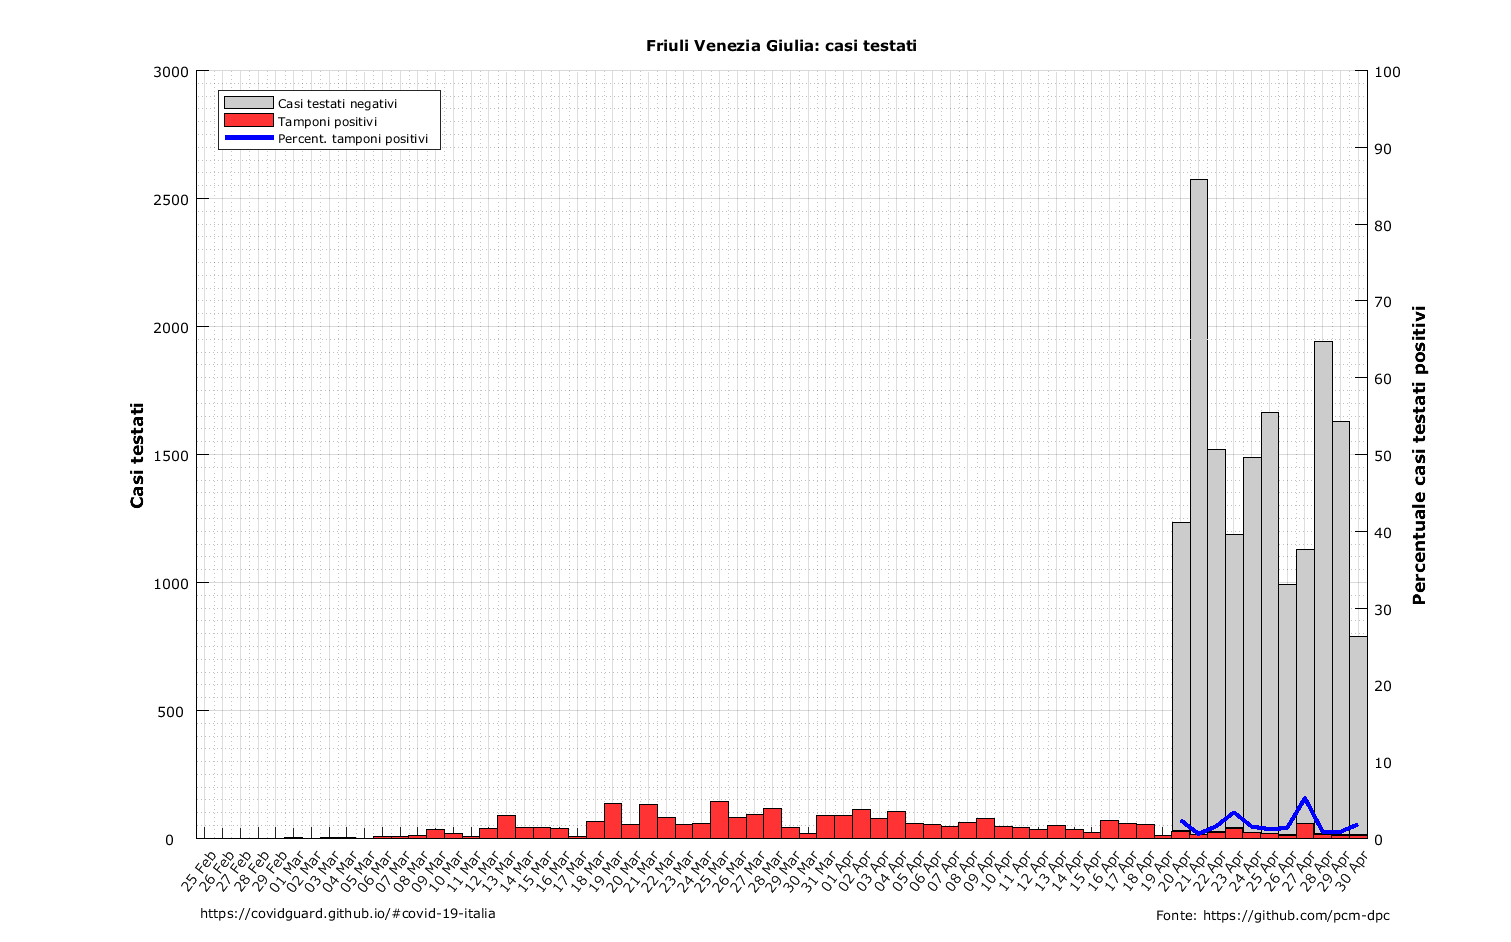 Friuli Venezia Giulia: casi testati
Casi testati negativi
Tamponi positivi
Percent. tamponi positivi
Casi testati
3000
2500
2000
1500
1000
500
0
100
90
80
70
60
50
40
30
20
10
0
Percentuale casi testati positivi
25 Feb
26 Feb
27 Feb
28 Feb
29 Feb
01 Mar
02 Mar
03 Mar
04 Mar
05 Mar
06 Mar
07 Mar
08 Mar
09 Mar
10 Mar
11 Mar
12 Mar
13 Mar
14 Mar
15 Mar
16 Mar
17 Mar
18 Mar
19 Mar
20 Mar
21 Mar
22 Mar
23 Mar
24 Mar
25 Mar
26 Mar
27 Mar
28 Mar
29 Mar
30 Mar
31 Mar
01 Apr
02 Apr
03 Apr
04 Apr
05 Apr
06 Apr
07 Apr
08 Apr
09 Apr
10 Apr
11 Apr
12 Apr
13 Apr
14 Apr
15 Apr
16 Apr
17 Apr
18 Apr
19 Apr
20 Apr
21 Apr
22 Apr
23 Apr
24 Apr
25 Apr
26 Apr
27 Apr
28 Apr
29 Apr
30 Apr
https://covidguard.github.io/#covid-19-italia
Fonte: https://github.com/pcm-dpc